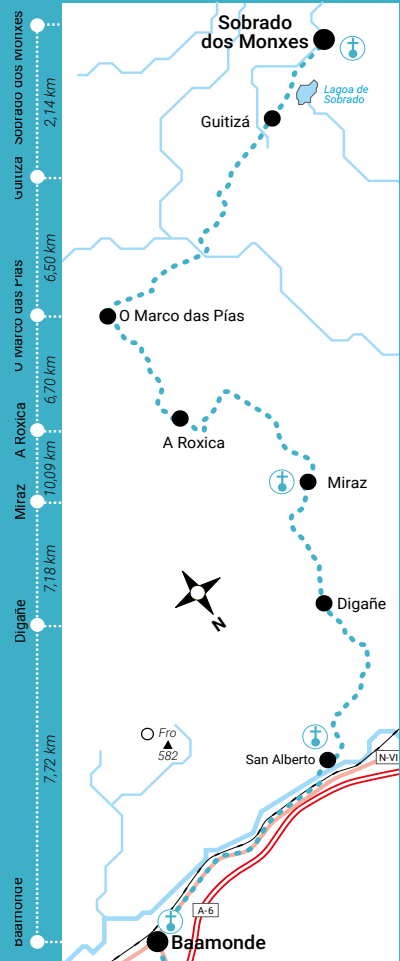 Sobrado dos Monxes
2,14 km
Guitizá
6,50 km
O Marco das Pías
6,70 km
A Roxica
10,09 km
Miraz
7,18 km
Digañe
7,72 km
Baamonde
Sobrado
dos Monxes
Lagoa de
Sobrado
Guitizá
O Marco das Pías
A Roxica
Miraz
N
Digañe
Fro
582
San Alberto
N-VI
A-6
Baamonde